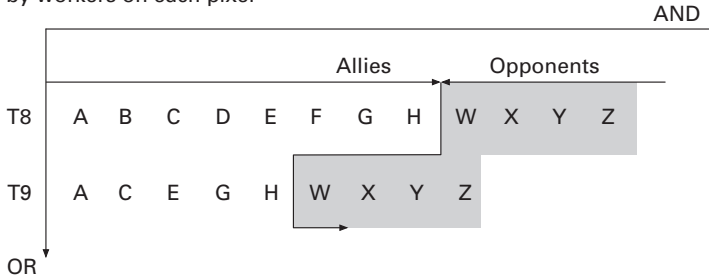 by workers on each pixel
AND
Allies Opponents
T8 A B C D E F G H W X Y Z
T9 A C E G H W X Y Z
OR